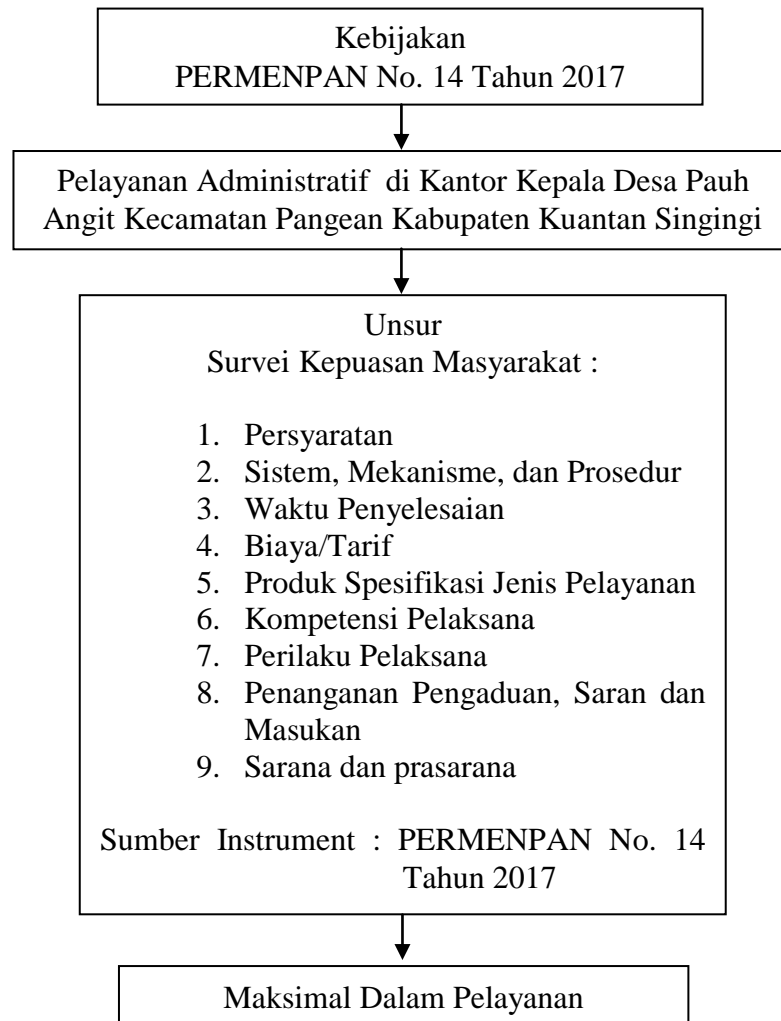 Kebijakan
PERMENPAN No. 14 Tahun 2017
Pelayanan Administratif di Kantor Kepala Desa Pauh
Angit Kecamatan Pangean Kabupaten Kuantan Singingi
Unsur
Survei Kepuasan Masyarakat :
1. Persyaratan
2. Sistem, Mekanisme, dan Prosedur
3. Waktu Penyelesaian
4. Biaya/Tarif
5. Produk Spesifikasi Jenis Pelayanan
6. Kompetensi Pelaksana
7. Perilaku Pelaksana
8. Penanganan Pengaduan, Saran dan
Masukan
9. Sarana dan prasarana
Sumber Instrument : PERMENPAN No. 14
Tahun 2017
Maksimal Dalam Pelayanan